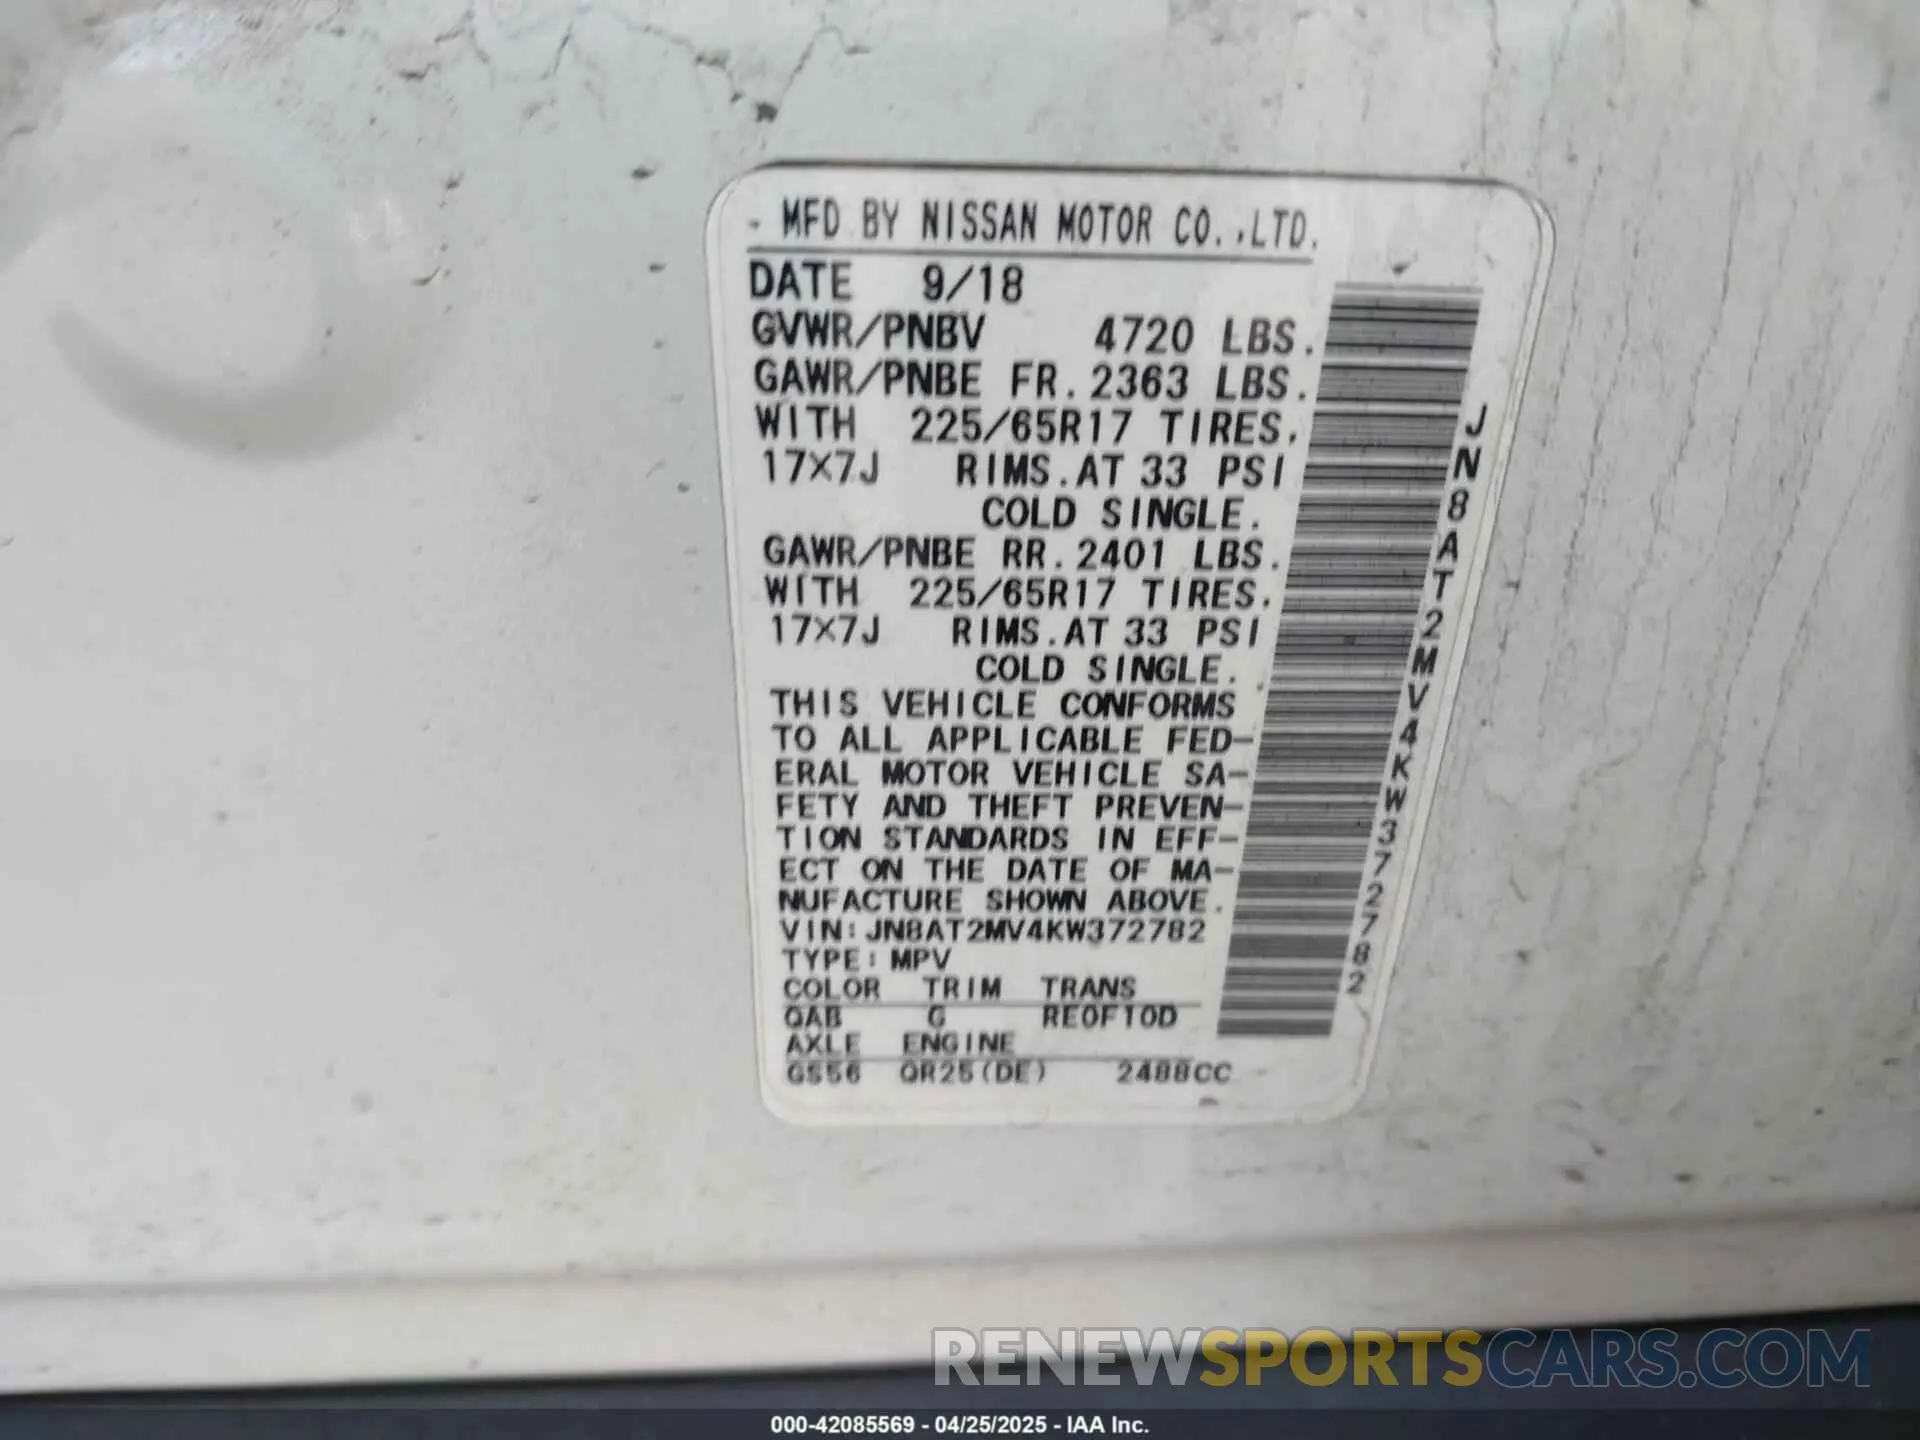 - MFD BY NISSAN MOTOR CO.,LTD.
DATE 9/18
GVWR/PNBV 4720 LBS.
GAWR/PNBE FR.2363 LBS.
WITH 225/65R17 TIRES,
17X7J RIMS.AT 33 PSI
COLD SINGLE.
GAWR/PNBE RR.2401 LBS.
WITH 225/65R17 TIRES,
17X7J RIMS.AT 33 PSI
COLD SINGLE.
THIS VEHICLE CONFORMS
TO ALL APPLICABLE FED-
ERAL MOTOR VEHICLE SA-
FETY AND THEFT PREVEN-
TION STANDARDS IN EFF-
ECT ON THE DATE OF MA-
NUFACTURE SHOWN ABOVE.
VIN:JN8AT2MV4KW372782
TYPE:MPV
COLOR TRIM TRANS
QAB G RE0F10D
AXLE ENGINE
GS56 QR25(DE) 2488CC
JN8AT2MV4KW372782
RENEWSPORTSCARS.COM
000-42085569 - 04/25/2025 - IAA Inc.